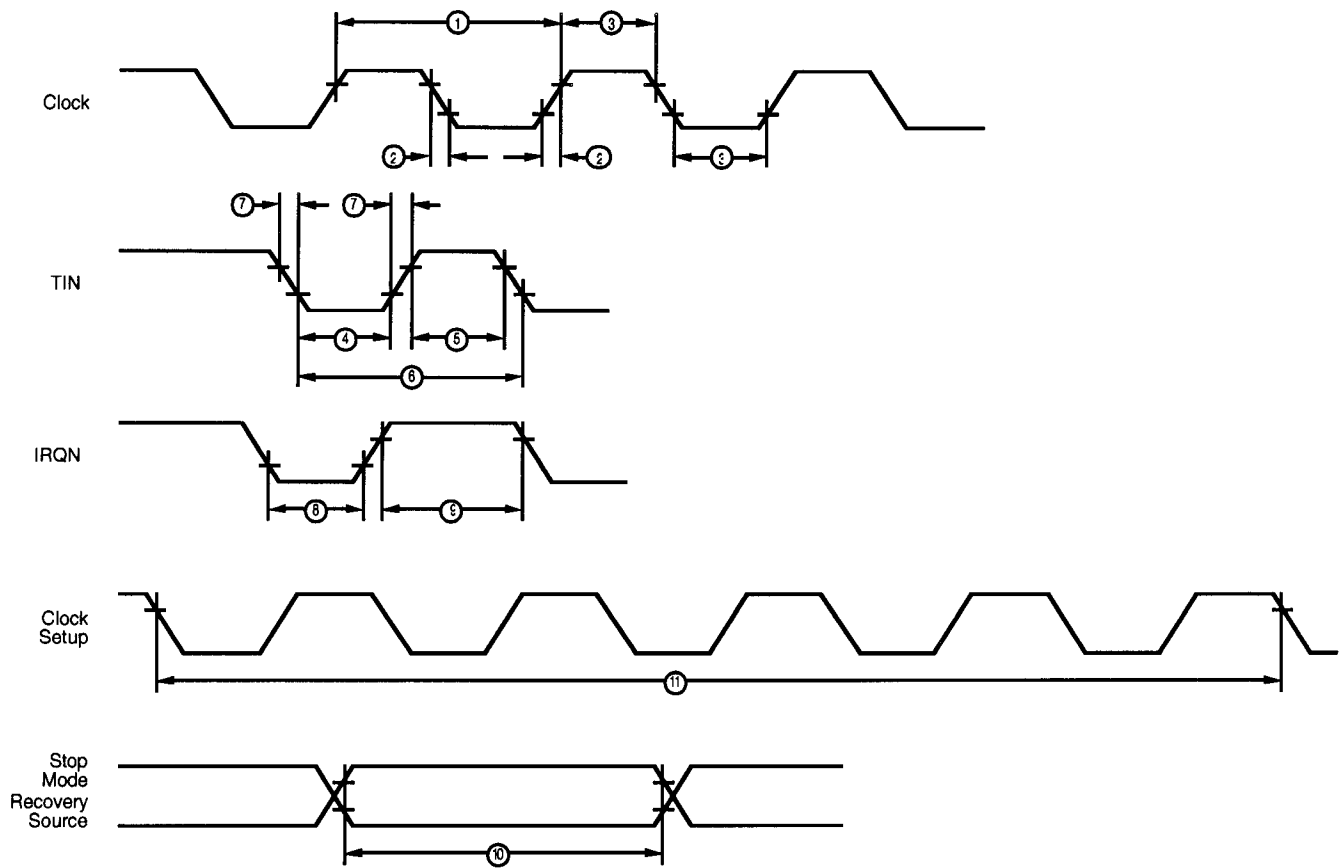 ① ③
Clock
② ② ③
⑦ ⑦
TIN
④ ⑤
⑥
IRQN
⑧ ⑨
Clock
Setup
⑪
Stop
Mode
Recovery
Source
⑩